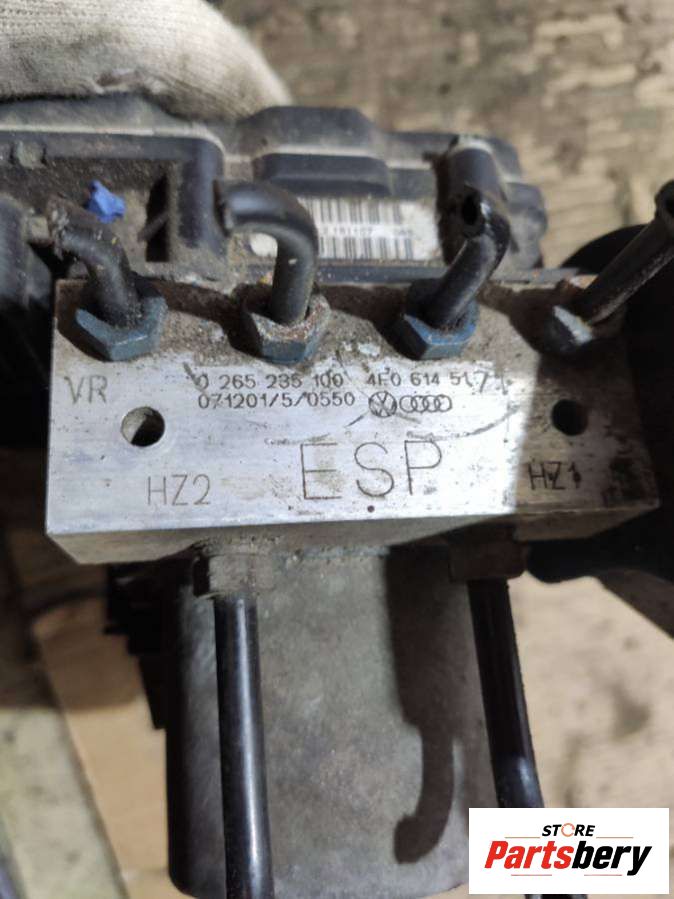 VR
0 265 235 100 4F0 614 517
071201/5/0550
HZ2 ESP HZ1
STORE
Partsbery